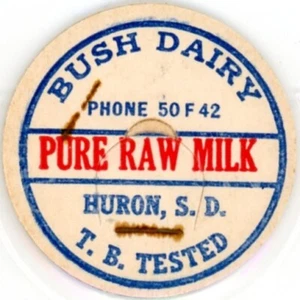 BUSH DAIRY
PHONE 50 F 42
PURE RAW MILK
HURON, S. D.
T. B. TESTED